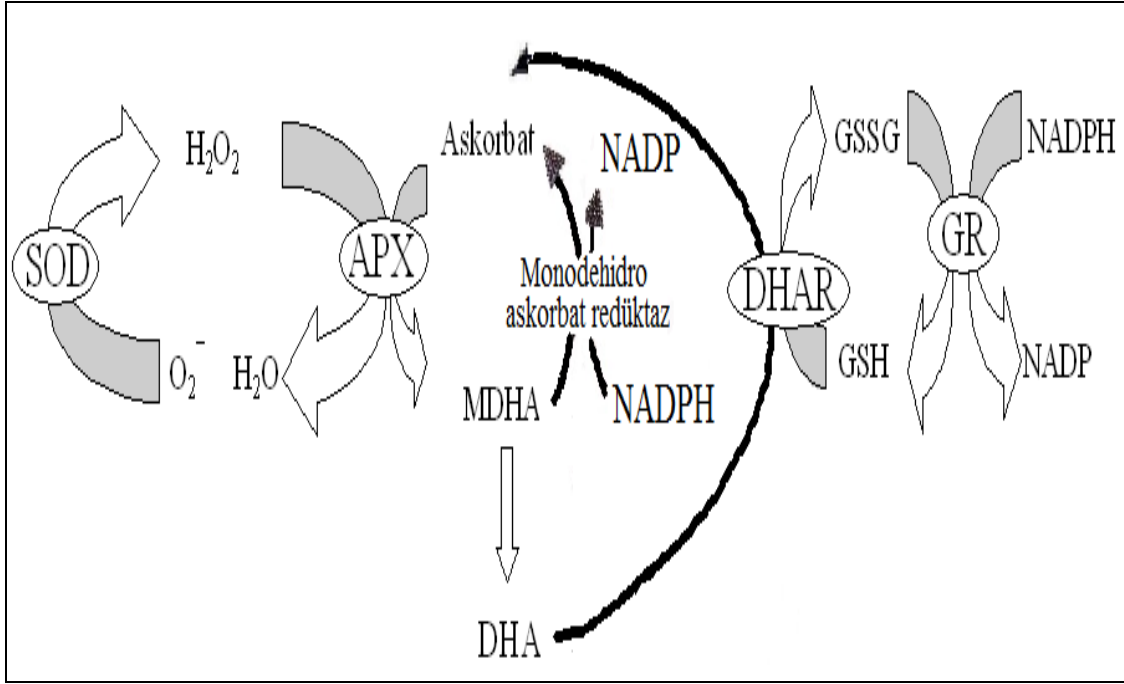 SOD
H₂O₂
O₂⁻
APX
H₂O
Askorbat
NADP
Monodehidro
askorbat redüktaz
MDHA
NADPH
DHA
DHAR
GSSG
GSH
GR
NADPH
NADP